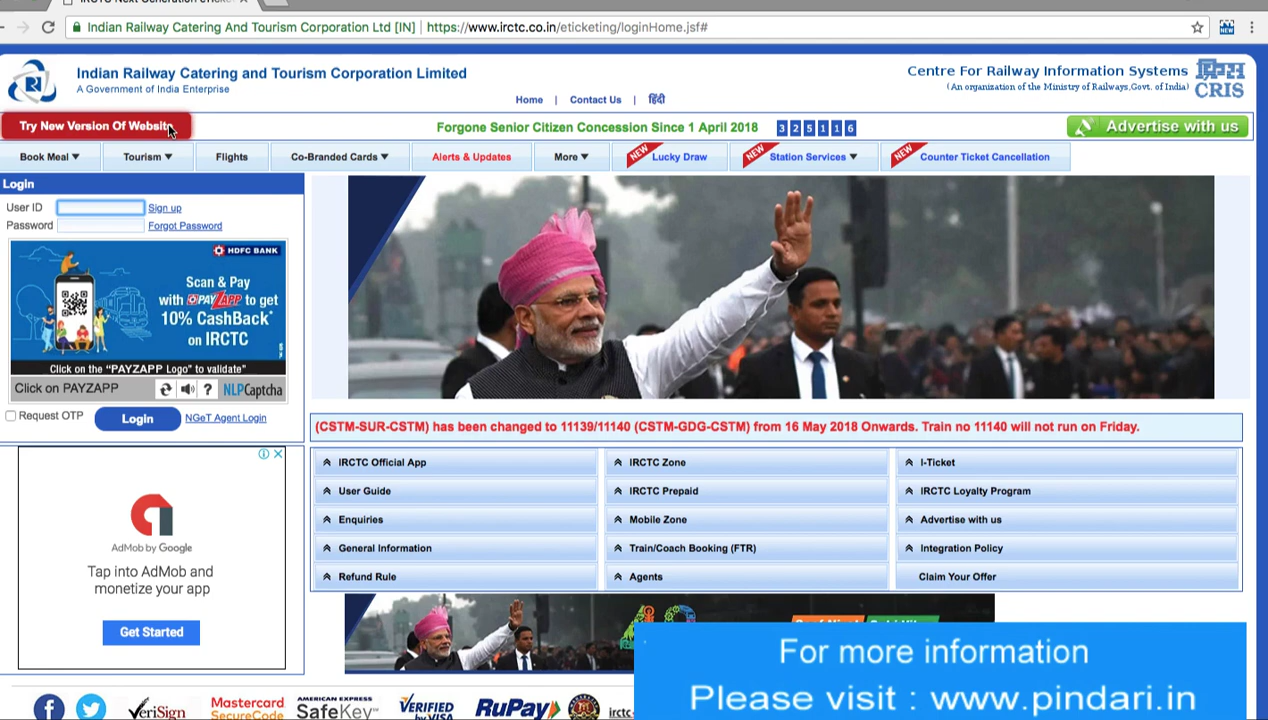 Indian Railway Catering And Tourism Corporation Ltd [IN] | https://www.irctc.co.in/eticketing/loginHome.jsf#
NEW
Indian Railway Catering and Tourism Corporation Limited
A Government of India Enterprise
Centre For Railway Information Systems
(An organization of the Ministry of Railways,Govt. of India)
क्रिस
CRIS
Home | Contact Us | हिंदी
Try New Version Of Website
Forgone Senior Citizen Concession Since 1 April 2018 3 2 5 1 1 6
Advertise with us
Book Meal Tourism Flights Co-Branded Cards Alerts & Updates More NEW Lucky Draw NEW Station Services NEW Counter Ticket Cancellation
Login
User ID Sign up
Password Forgot Password
HDFC BANK
Scan & Pay
with PAYZAPP to get
10% CashBack*
on IRCTC
Click on the “PAYZAPP Logo” to validate"
Click on PAYZAPP ? NLPCaptcha
Request OTP Login NGeT Agent Login
(CSTM-SUR-CSTM) has been changed to 11139/11140 (CSTM-GDG-CSTM) from 16 May 2018 Onwards. Train no 11140 will not run on Friday.
IRCTC Official App IRCTC Zone I-Ticket
User Guide IRCTC Prepaid IRCTC Loyalty Program
Enquiries Mobile Zone Advertise with us
General Information Train/Coach Booking (FTR) Integration Policy
Refund Rule Agents Claim Your Offer
AdMob by Google
Tap into AdMob and
monetize your app
Get Started
For more information
Please visit : www.pindari.in
VeriSign
Mastercard
SecureCode
AMERICAN EXPRESS
SafeKey
VERIFIED
by VISA
RuPay
irctc